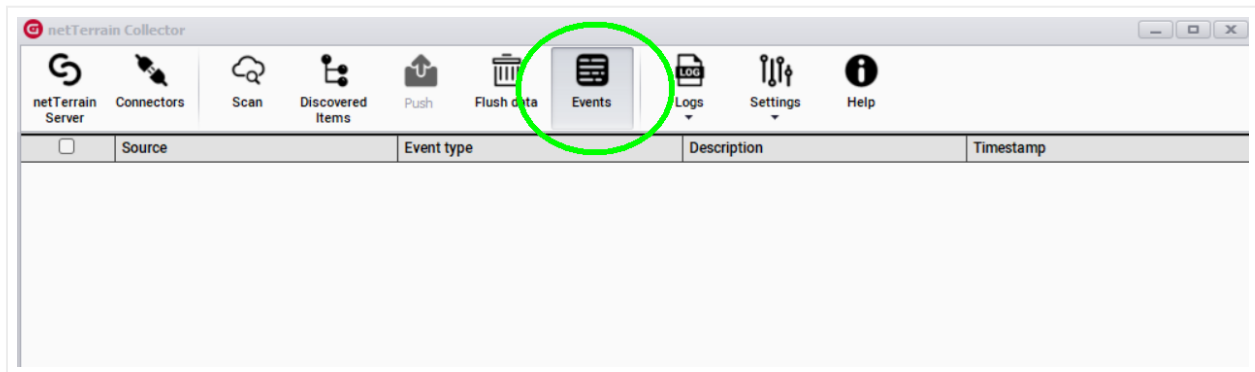 netTerrain Collector
netTerrain Server
Connectors
Scan
Discovered Items
Push
Flush data
Events
LOG
Logs
Settings
Help
Source
Event type
Description
Timestamp